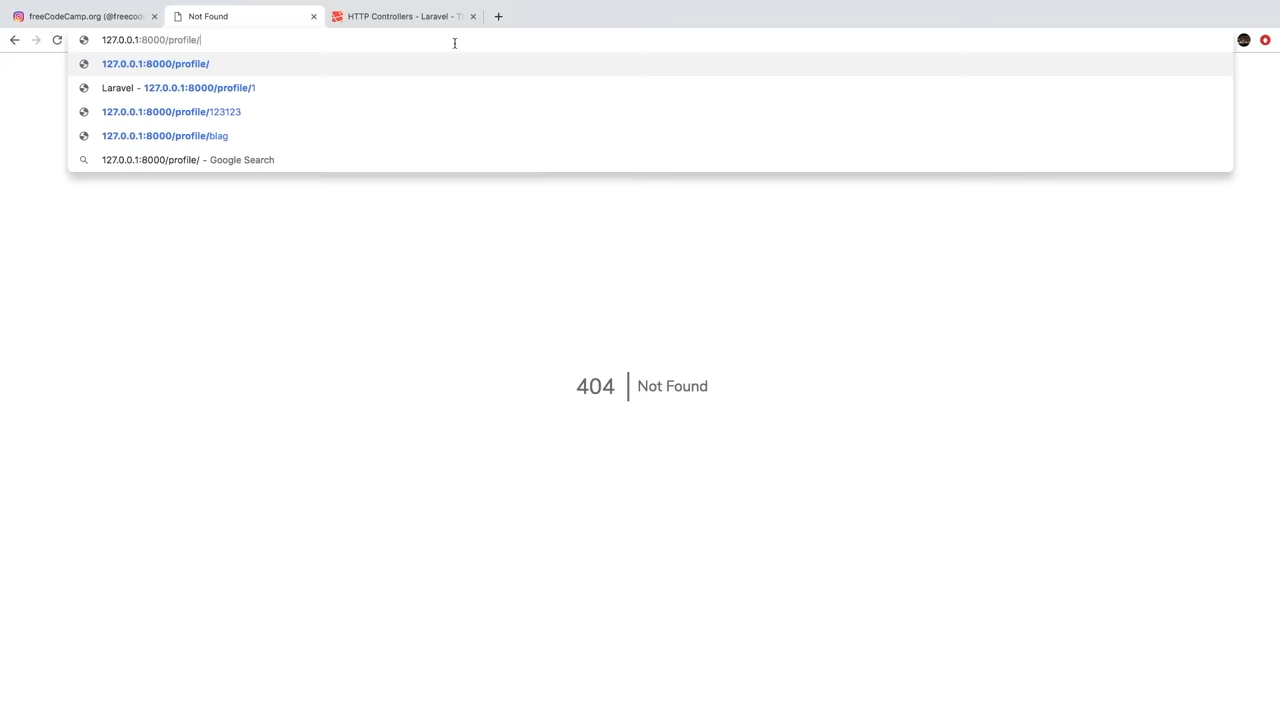 freeCodeCamp.org (@freecod
Not Found
HTTP Controllers - Laravel - Th
127.0.0.1:8000/profile/
127.0.0.1:8000/profile/
Laravel - 127.0.0.1:8000/profile/1
127.0.0.1:8000/profile/123123
127.0.0.1:8000/profile/blag
127.0.0.1:8000/profile/ - Google Search
404 | Not Found